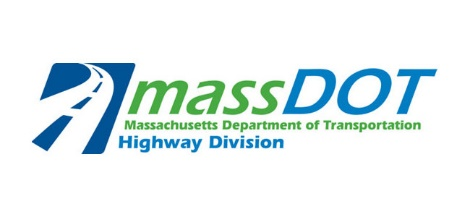 massDOT
Massachusetts Department of Transportation
Highway Division